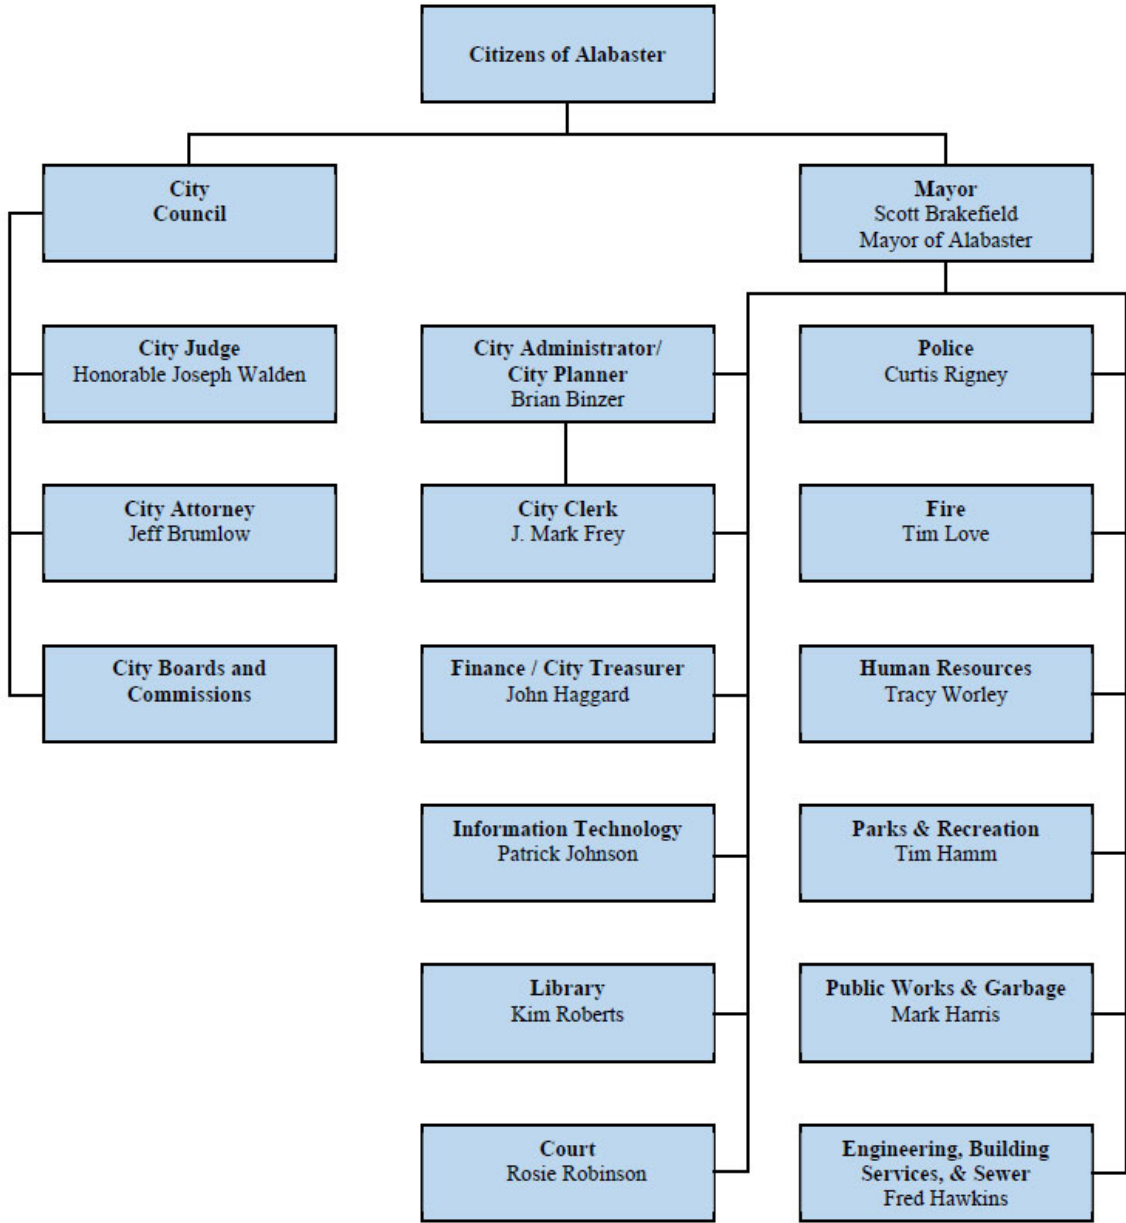 Citizens of Alabaster
City
Council
Mayor
Scott Brakefield
Mayor of Alabaster
City Judge
Honorable Joseph Walden
City Administrator/
City Planner
Brian Binzer
Police
Curtis Rigney
City Attorney
Jeff Brumlow
City Clerk
J. Mark Frey
Fire
Tim Love
City Boards and
Commissions
Finance / City Treasurer
John Haggard
Human Resources
Tracy Worley
Information Technology
Patrick Johnson
Parks & Recreation
Tim Hamm
Library
Kim Roberts
Public Works & Garbage
Mark Harris
Court
Rosie Robinson
Engineering, Building
Services, & Sewer
Fred Hawkins